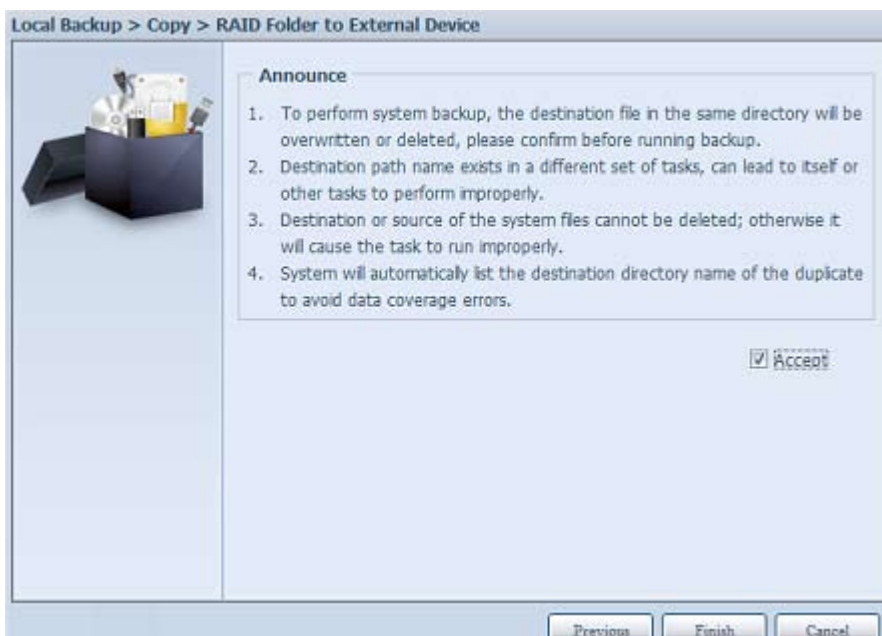 Local Backup > Copy > RAID Folder to External Device
Announce
1. To perform system backup, the destination file in the same directory will be
overwritten or deleted, please confirm before running backup.
2. Destination path name exists in a different set of tasks, can lead to itself or
other tasks to perform improperly.
3. Destination or source of the system files cannot be deleted; otherwise it
will cause the task to run improperly.
4. System will automatically list the destination directory name of the duplicate
to avoid data coverage errors.
Accept
Previous Finish Cancel